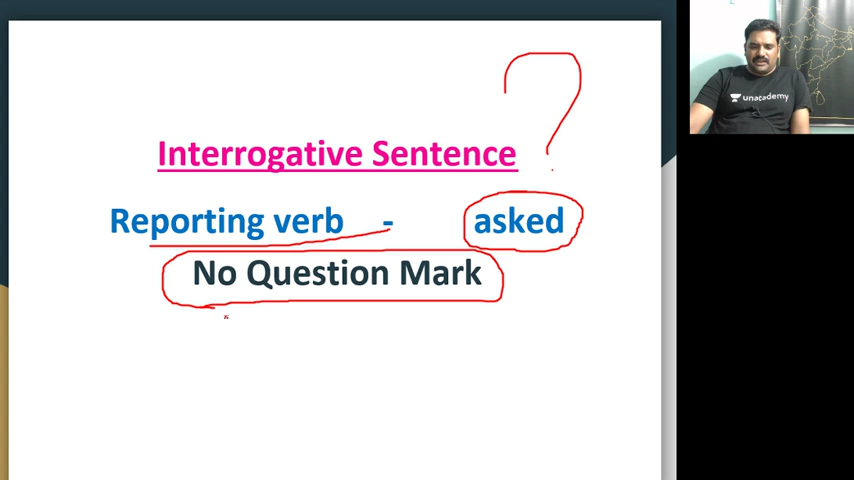 Interrogative Sentence ?
Reporting verb - asked
No Question Mark
unacademy